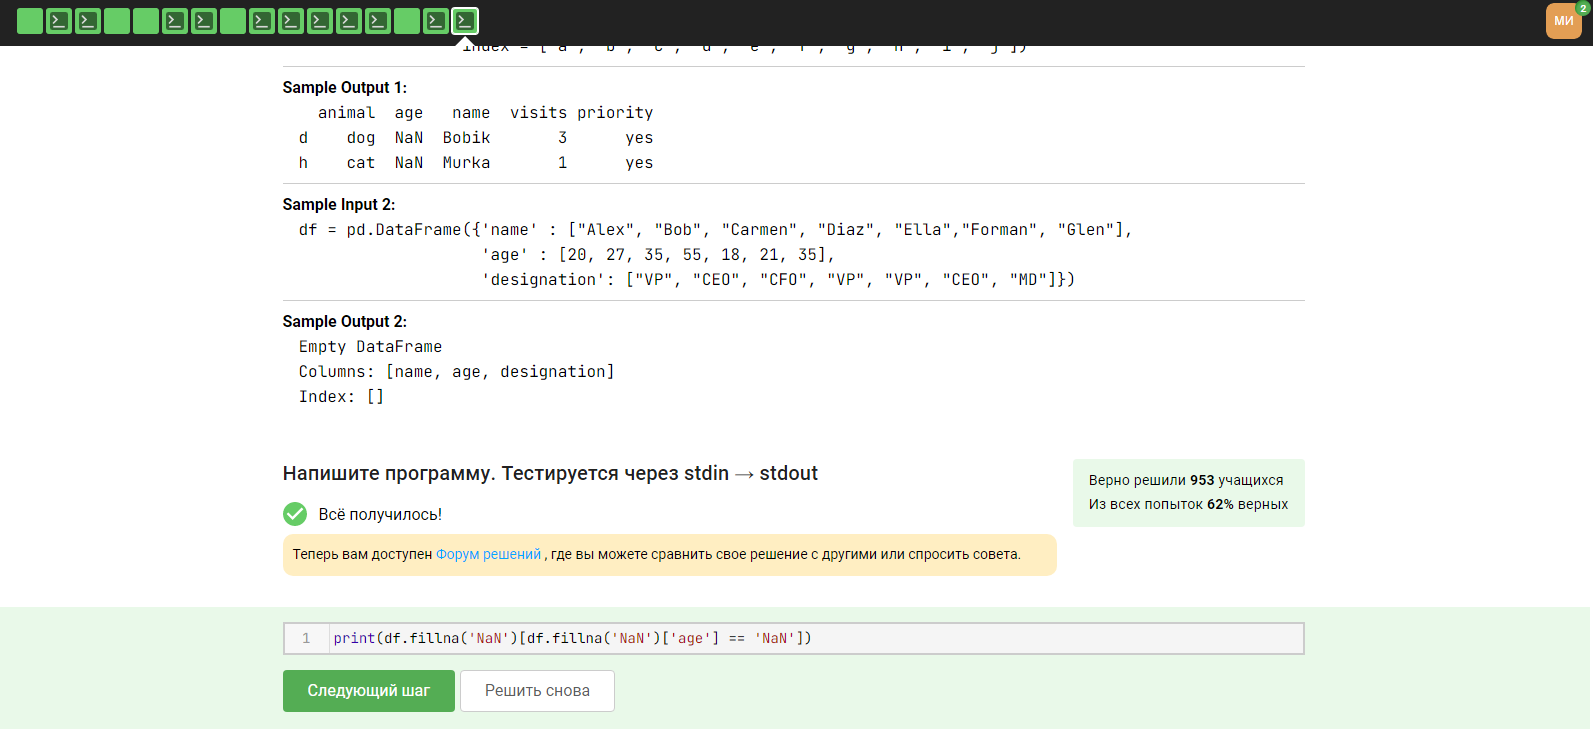 МИ
2
index = ['a', 'b', 'c', 'd', 'e', 'f', 'g', 'h', 'i', 'j'])
Sample Output 1:
animal age name visits priority
d dog NaN Bobik 3 yes
h cat NaN Murka 1 yes
Sample Input 2:
df = pd.DataFrame({'name' : ["Alex", "Bob", "Carmen", "Diaz", "Ella","Forman", "Glen"],
'age' : [20, 27, 35, 55, 18, 21, 35],
'designation': ["VP", "CEO", "CFO", "VP", "VP", "CEO", "MD"]})
Sample Output 2:
Empty DataFrame
Columns: [name, age, designation]
Index: []
Напишите программу. Тестируется через stdin → stdout
Верно решили 953 учащихся
Из всех попыток 62% верных
Всё получилось!
Теперь вам доступен Форум решений , где вы можете сравнить свое решение с другими или спросить совета.
1 print(df.fillna('NaN')[df.fillna('NaN')['age'] == 'NaN'])
Следующий шаг
Решить снова